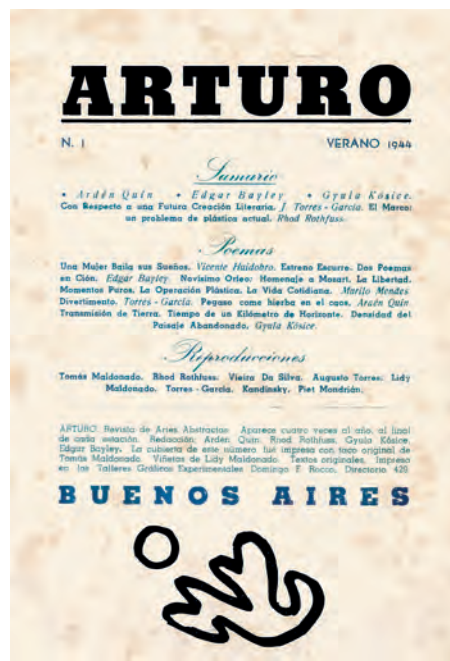 ARTURO
N. I VERANO 1944
Sumario
• Ardén Quin • Edgar Bayley • Gyula Kósice.
Con Respecto a una Futura Creación Literaria. J. Torres - García. El Marco:
un problema de plástica actual. Rhod Rothfuss.
Poemas
Una Mujer Baila sus Sueños. Vicente Huidobro. Estreno Escurre. Dos Poemas
en Ción. Edgar Bayley. Novísimo Orfeo: Homenaje a Mozart. La Libertad.
Momentos Puros. La Operación Plástica. La Vida Cotidiana. Murilo Mendes.
Divertimento. Torres - García. Pegaso come hierba en el caos. Ardén Quin.
Transmisión de Tierra. Tiempo de un Kilómetro de Horizonte. Densidad del
Paisaje Abandonado. Gyula Kósice.
Reproducciones
Tomás Maldonado. Rhod Rothfuss. Vieira Da Silva. Augusto Torres. Lidy
Maldonado. Torres - García. Kandinsky. Piet Mondrián.
ARTURO: Revista de Artes Abstractas Aparece cuatro veces al año, al final
de cada estación. Redacción, Arden Quin, Rhod Rothfuss, Gyula Kósice,
Edgar Bayley. La cubierta de este número fué impresa con taco original de
Tomás Maldonado. Viñetas de Lidy Maldonado. Textos originales, Impreso
en los Talleres Gráficos Experimentales Domingo F. Rocco, Directorio 420.
BUENOS AIRES